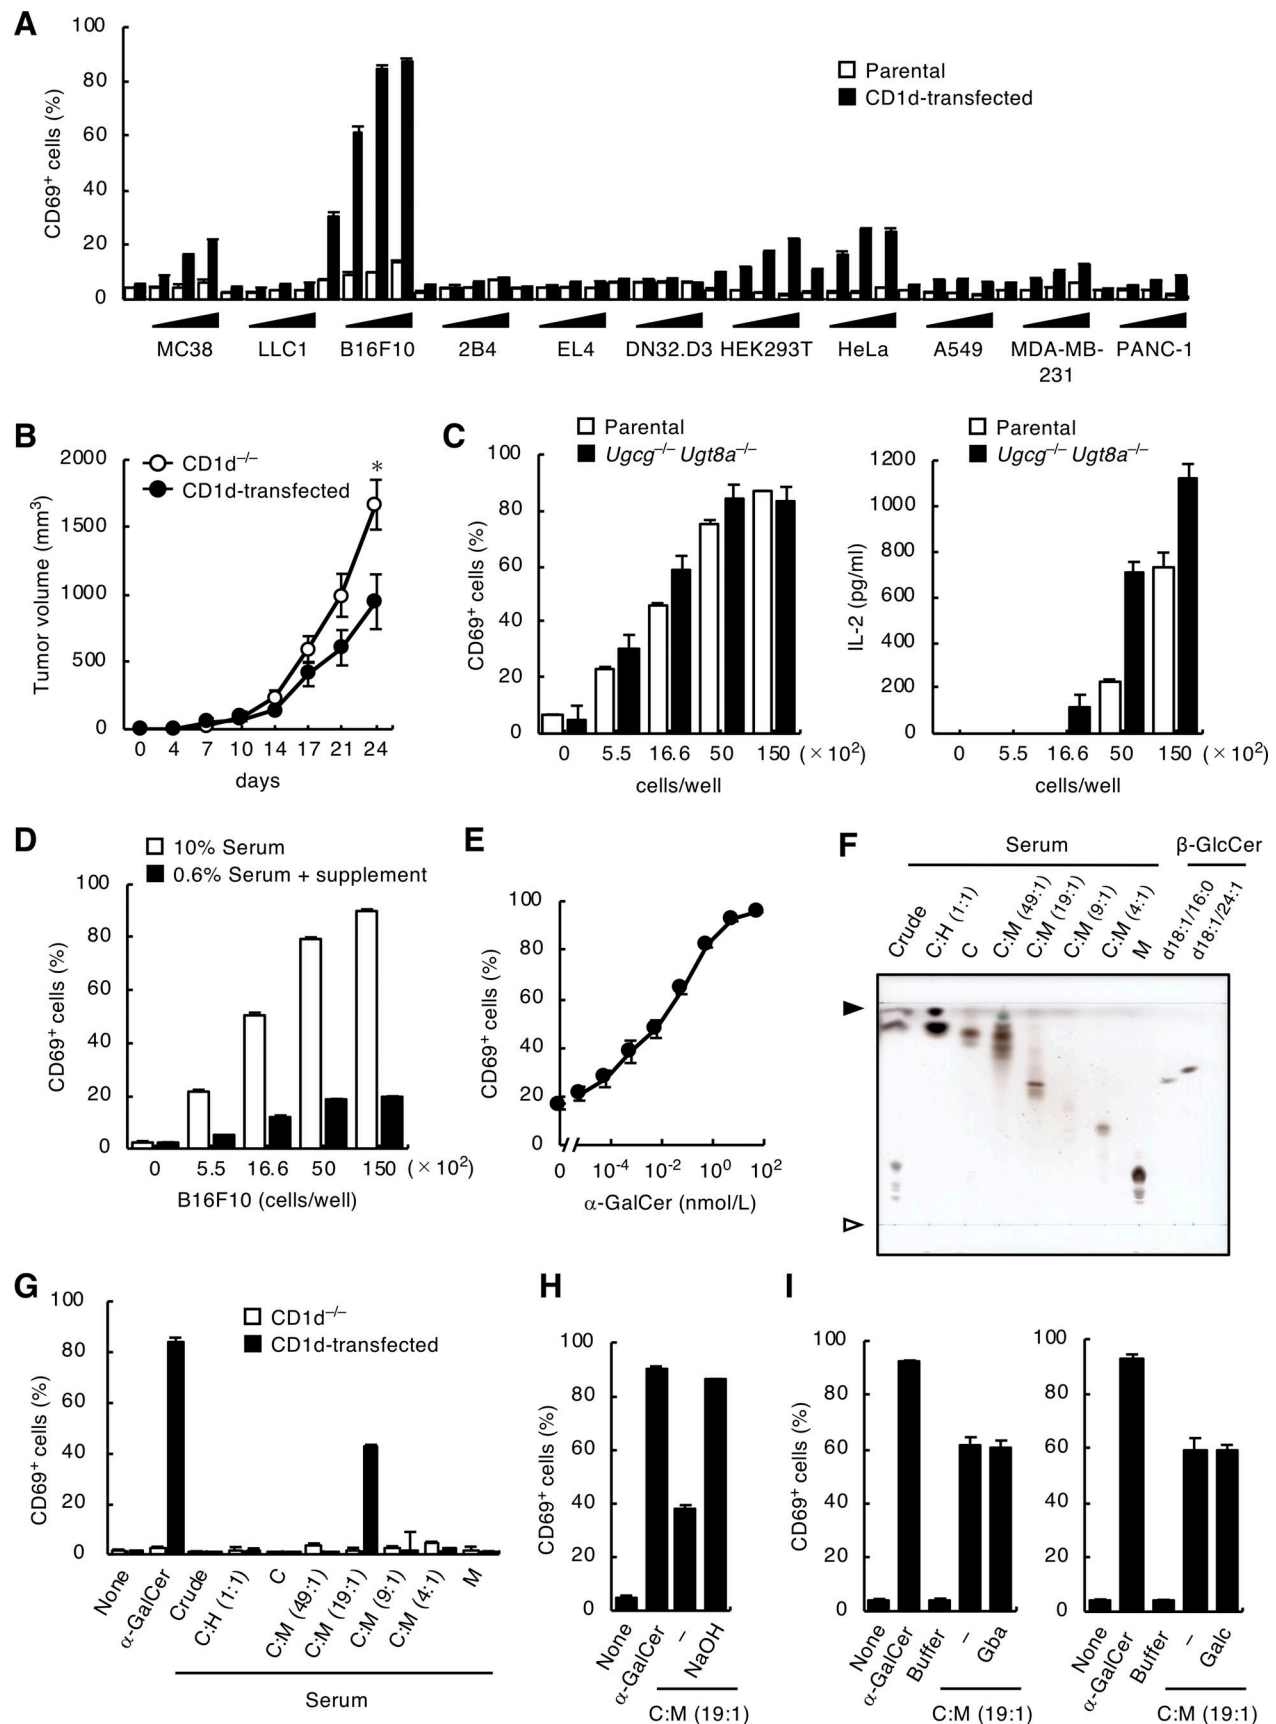 A
100
80
60
40
20
0
CD69⁺ cells (%)
Parental
CD1d-transfected
MC38 LLC1 B16F10 2B4 EL4 DN32.D3 HEK293T HeLa A549 MDA-MB-231 PANC-1
B
2000
1500
1000
500
0
Tumor volume (mm³)
CD1d⁻/⁻
CD1d-transfected
*
0 4 7 10 14 17 21 24
days
C
Parental
Ugcg⁻/⁻ Ugt8a⁻/⁻
100
80
60
40
20
0
CD69⁺ cells (%)
0 5.5 16.6 50 150 (×10²)
cells/well
Parental
Ugcg⁻/⁻ Ugt8a⁻/⁻
1200
1000
800
600
400
200
0
IL-2 (pg/ml)
0 5.5 16.6 50 150 (×10²)
cells/well
D
10% Serum
0.6% Serum + supplement
100
80
60
40
20
0
CD69⁺ cells (%)
0 5.5 16.6 50 150 (×10²)
B16F10 (cells/well)
E
100
80
60
40
20
0
CD69⁺ cells (%)
0 10⁻⁴ 10⁻² 10⁰ 10²
α-GalCer (nmol/L)
F
Serum
β-GlcCer
Crude
C:H (1:1)
C
C:M (49:1)
C:M (19:1)
C:M (9:1)
C:M (4:1)
M
d18:1/16:0
d18:1/24:1
G
100
80
60
40
20
0
CD69⁺ cells (%)
CD1d⁻/⁻
CD1d-transfected
None
α-GalCer
Crude
C:H (1:1)
C
C:M (49:1)
C:M (19:1)
C:M (9:1)
C:M (4:1)
M
Serum
H
100
80
60
40
20
0
CD69⁺ cells (%)
None
α-GalCer
–
NaOH
C:M (19:1)
I
100
80
60
40
20
0
CD69⁺ cells (%)
None
α-GalCer
Buffer
–
Gba
C:M (19:1)
100
80
60
40
20
0
None
α-GalCer
Buffer
–
Galc
C:M (19:1)